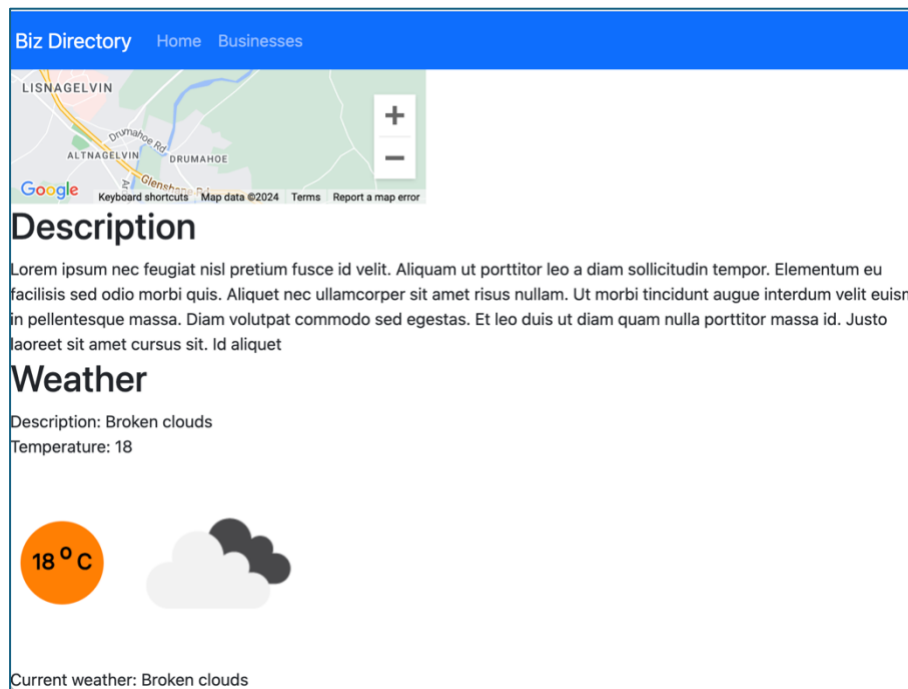 Biz Directory Home Businesses
LISNAGELVIN
Drumahoe Rd
ALTNAGELVIN
DRUMAHOE
+
−
Google
Keyboard shortcuts Map data ©2024 Terms Report a map error
Description
Lorem ipsum nec feugiat nisl pretium fusce id velit. Aliquam ut porttitor leo a diam sollicitudin tempor. Elementum eu
facilisis sed odio morbi quis. Aliquet nec ullamcorper sit amet risus nullam. Ut morbi tincidunt augue interdum velit
in pellentesque massa. Diam volutpat commodo sed egestas. Et leo duis ut diam quam nulla porttitor massa id. Justo
laoreet sit amet cursus sit. Id aliquet
Weather
Description: Broken clouds
Temperature: 18
18 o C
Current weather: Broken clouds